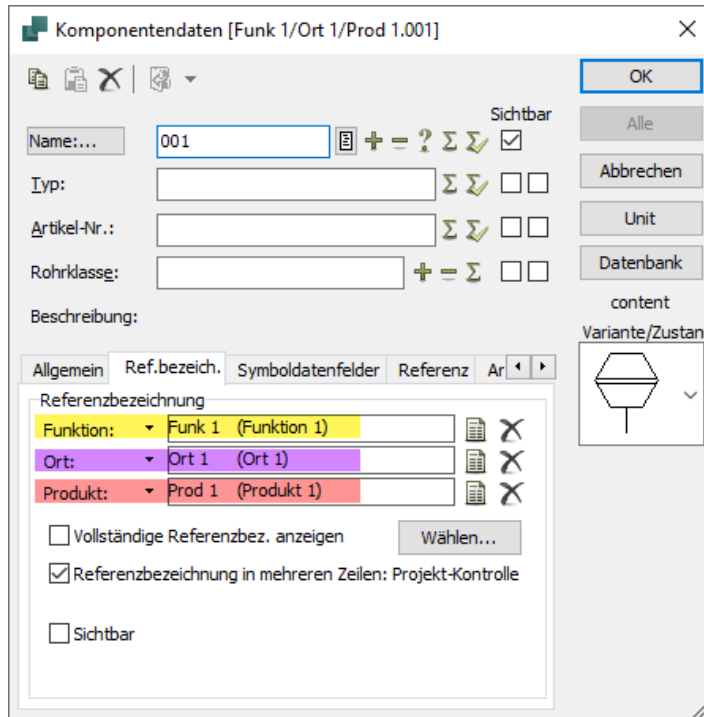 Komponentendaten [Funk 1/Ort 1/Prod 1.001]
OK
Sichtbar
Alle
Name:...
001
Abbrechen
Typ:
Artikel-Nr.:
Unit
Rohrklasse:
Datenbank
content
Beschreibung:
Variante/Zustan
Allgemein Ref.bezeich. Symboldatenfelder Referenz Ar
Referenzbezeichnung
Funktion: Funk 1 (Funktion 1)
Ort: Ort 1 (Ort 1)
Produkt: Prod 1 (Produkt 1)
Vollständige Referenzbez. anzeigen
Wählen...
Referenzbezeichnung in mehreren Zeilen: Projekt-Kontrolle
Sichtbar